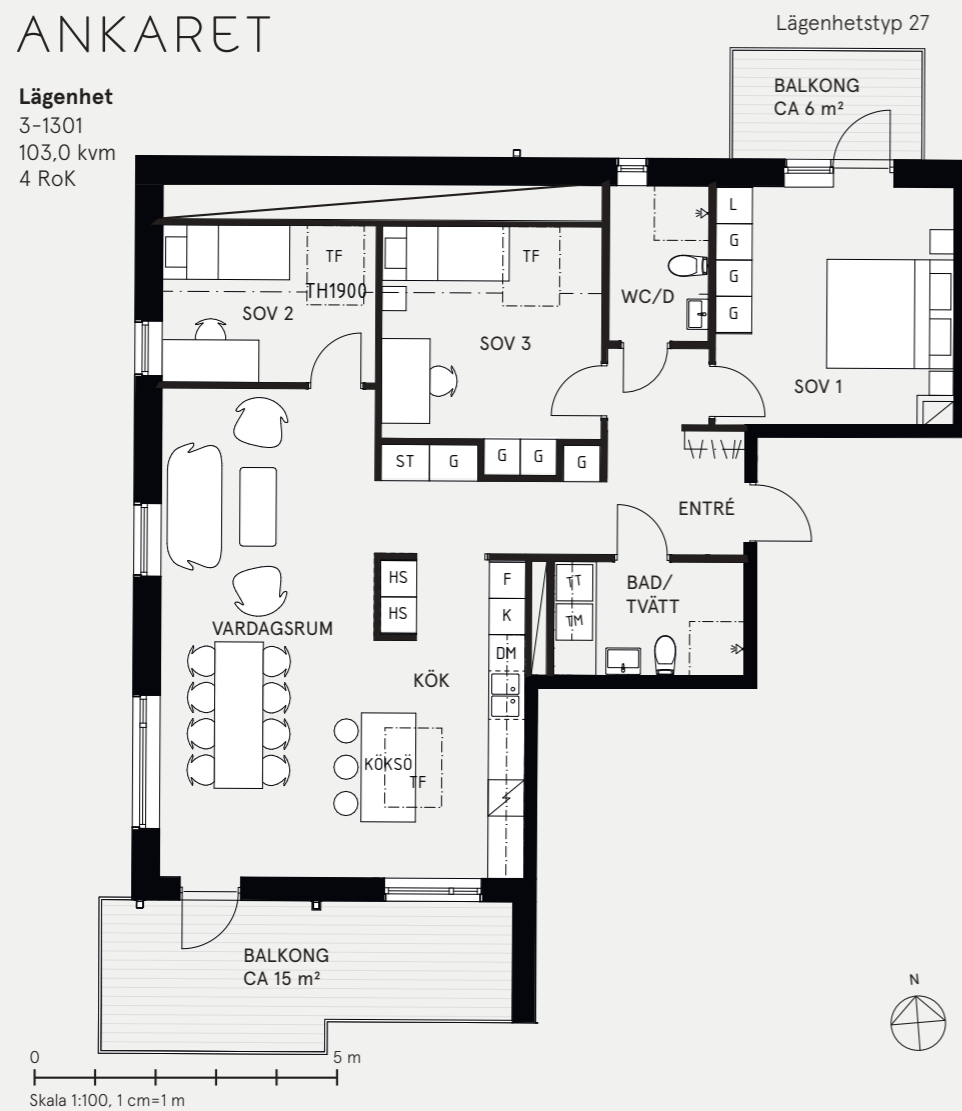 ANKARET
Lägenhetstyp 27
Lägenhet
3-1301
103,0 kvm
4 RoK
BALKONG
CA 6 m²
L
G
G
G
TF
TH1900
SOV 2
TF
SOV 3
WC/D
SOV 1
ST
G
G
G
G
ENTRÉ
HS
HS
F
K
DM
TT
TM
BAD/
TVÄTT
VARDAGSRUM
KÖK
KÖKSÖ
TF
BALKONG
CA 15 m²
N
0
5 m
Skala 1:100, 1 cm=1 m